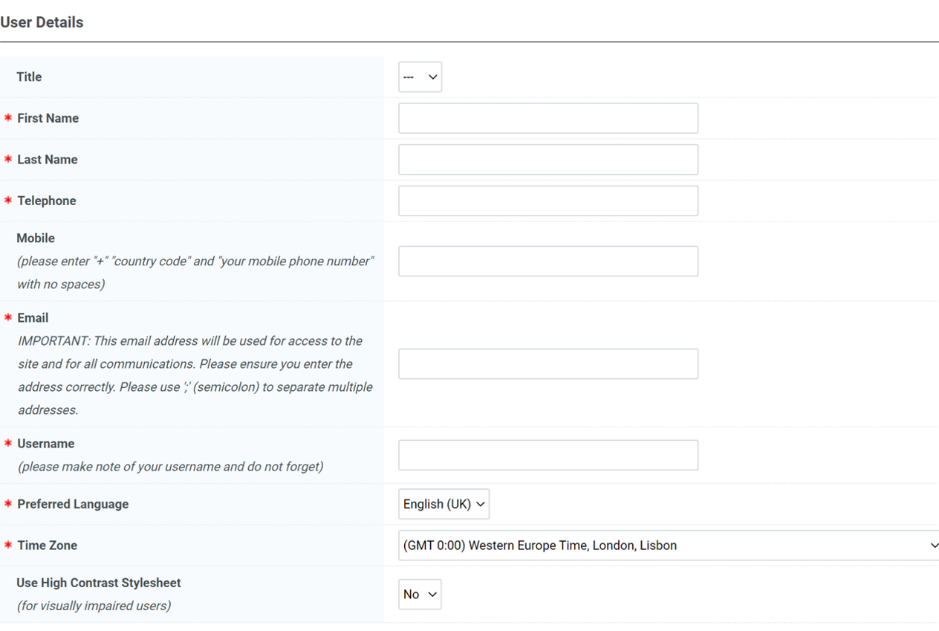 User Details
Title
---
* First Name
* Last Name
* Telephone
Mobile
(please enter "+" "country code" and "your mobile phone number"
with no spaces)
* Email
IMPORTANT: This email address will be used for access to the
site and for all communications. Please ensure you enter the
address correctly. Please use ';' (semicolon) to separate multiple
addresses.
* Username
(please make note of your username and do not forget)
* Preferred Language
English (UK)
* Time Zone
(GMT 0:00) Western Europe Time, London, Lisbon
Use High Contrast Stylesheet
(for visually impaired users)
No